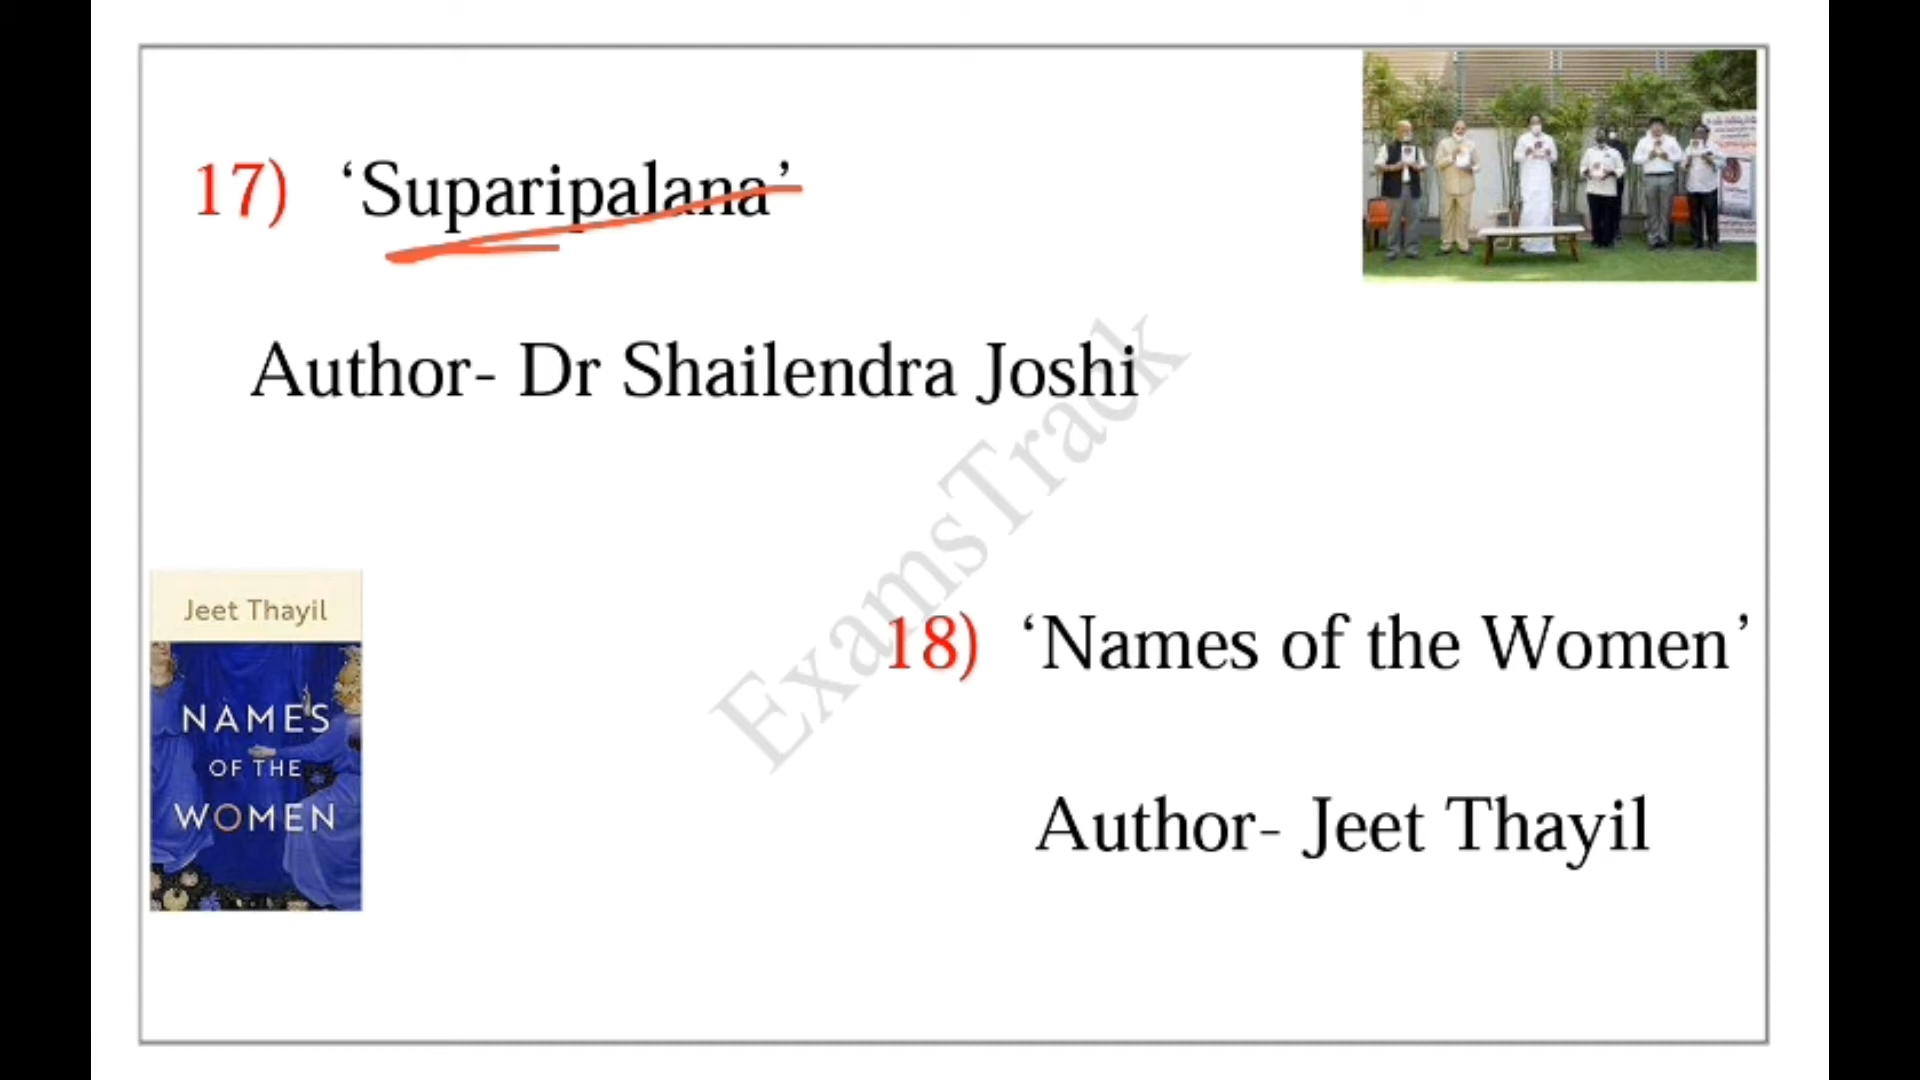 17) ‘Suparipalana’
Author- Dr Shailendra Joshi
ExamsTrack
Jeet Thayil
NAMES
OF THE
WOMEN
18) ‘Names of the Women’
Author- Jeet Thayil